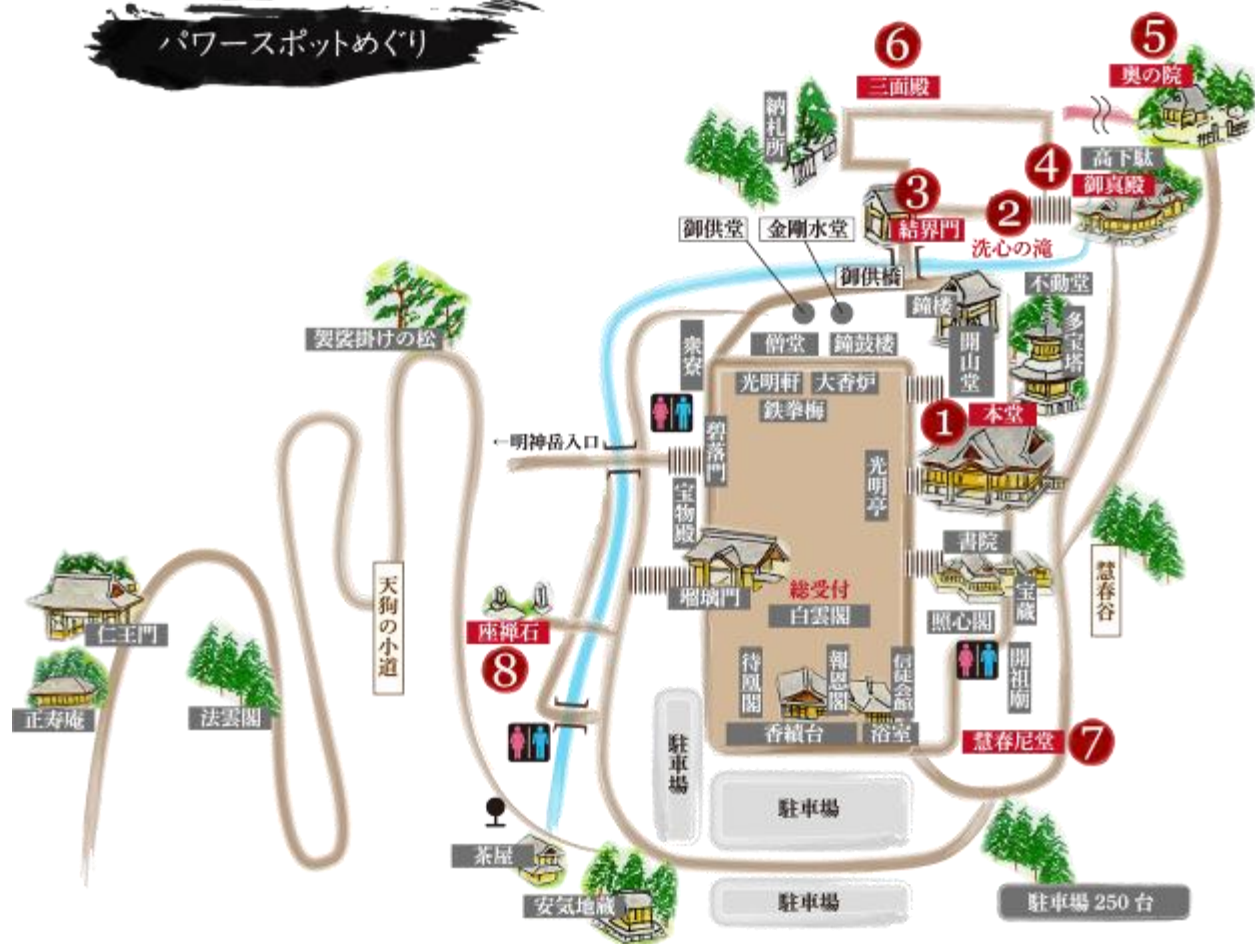 パワースポットめぐり
6
三面殿
5
奥の院
納札所
4
高下駄
御真殿
3
結界門
2
洗心の滝
御供堂
金剛水堂
御供橋
鐘楼
不動堂
多宝塔
開山堂
袈裟掛けの松
衆寮
僧堂
鐘鼓楼
光明軒
大香炉
鉄拳梅
1
本堂
←明神岳入口
碧落門
宝物殿
光明亭
書院
宝蔵
慧春谷
瑠璃門
総受付
白雲閣
照心閣
開祖廟
天狗の小道
仁王門
正寿庵
法雲閣
座禅石
8
待鳳閣
報恩閣
信徒会館
香績台
浴室
慧春尼堂
7
駐車場
駐車場
駐車場
茶屋
安気地蔵
駐車場 250 台